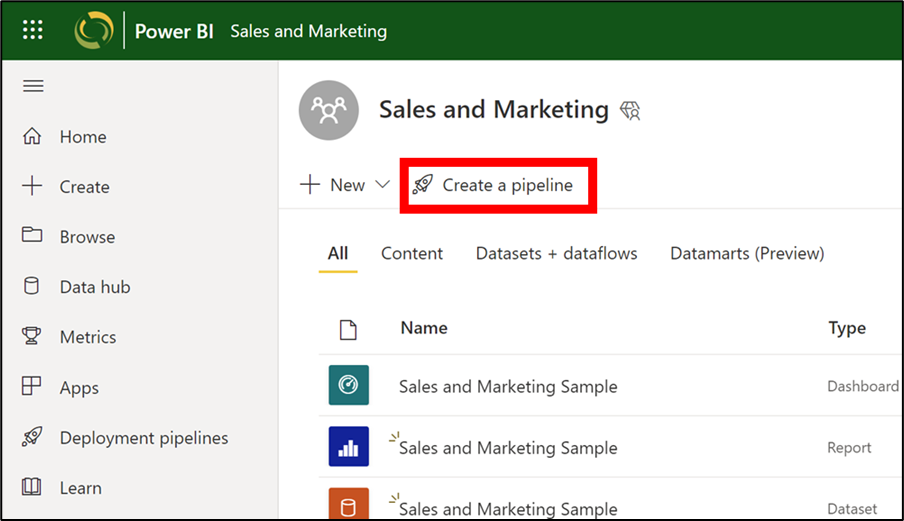 Power BI Sales and Marketing
Home
Create
Browse
Data hub
Metrics
Apps
Deployment pipelines
Learn
Sales and Marketing
New Create a pipeline
All Content Datasets + dataflows Datamarts (Preview)
Name Type
Sales and Marketing Sample Dashboard
Sales and Marketing Sample Report
Sales and Marketing Sample Dataset